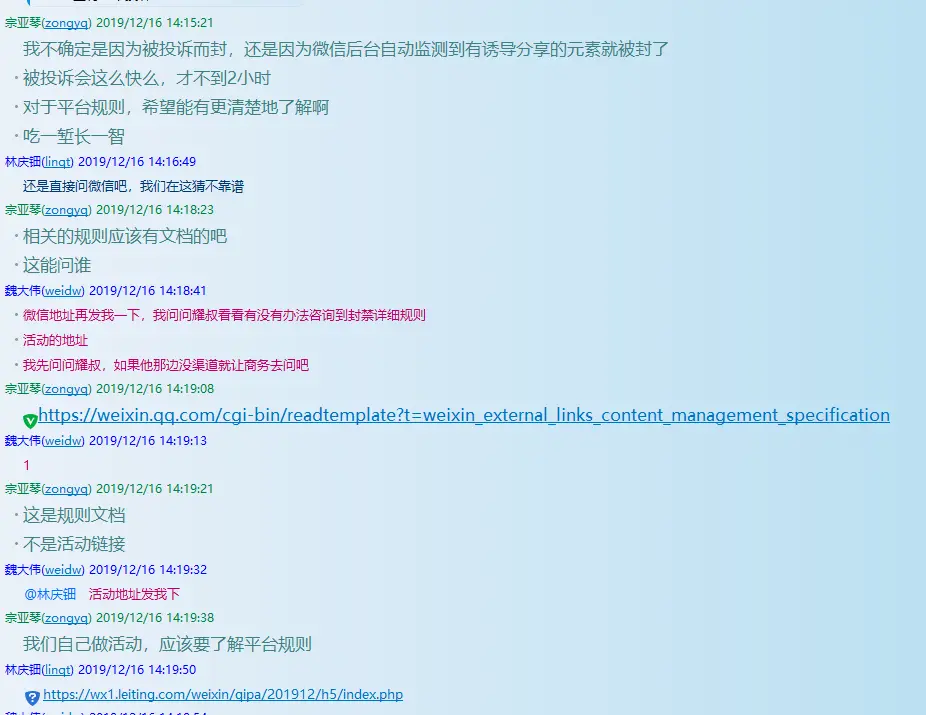 宗亚琴(zongyq) 2019/12/16 14:15:21
我不确定是因为被投诉而封，还是因为微信后台自动监测到有诱导分享的元素就被封了
·被投诉会这么快么，才不到2小时
·对于平台规则，希望能有更清楚地了解啊
·吃一堑长一智
林庆钿(linqt) 2019/12/16 14:16:49
还是直接问微信吧，我们在这猜不靠谱
宗亚琴(zongyq) 2019/12/16 14:18:23
·相关的规则应该有文档的吧
·这能问谁
魏大伟(weidw) 2019/12/16 14:18:41
·微信地址再发我一下，我问问耀叔看看有没有办法咨询到封禁详细规则
·活动的地址
·我先问问耀叔，如果他那边没渠道就让商务去问吧
宗亚琴(zongyq) 2019/12/16 14:19:08
https://weixin.qq.com/cgi-bin/readtemplate?t=weixin_external_links_content_management_specification
魏大伟(weidw) 2019/12/16 14:19:13
1
宗亚琴(zongyq) 2019/12/16 14:19:21
·这是规则文档
·不是活动链接
魏大伟(weidw) 2019/12/16 14:19:32
@林庆钿 活动地址发我下
宗亚琴(zongyq) 2019/12/16 14:19:38
我们自己做活动，应该要了解平台规则
林庆钿(linqt) 2019/12/16 14:19:50
https://wx1.leiting.com/weixin/qipa/201912/h5/index.php